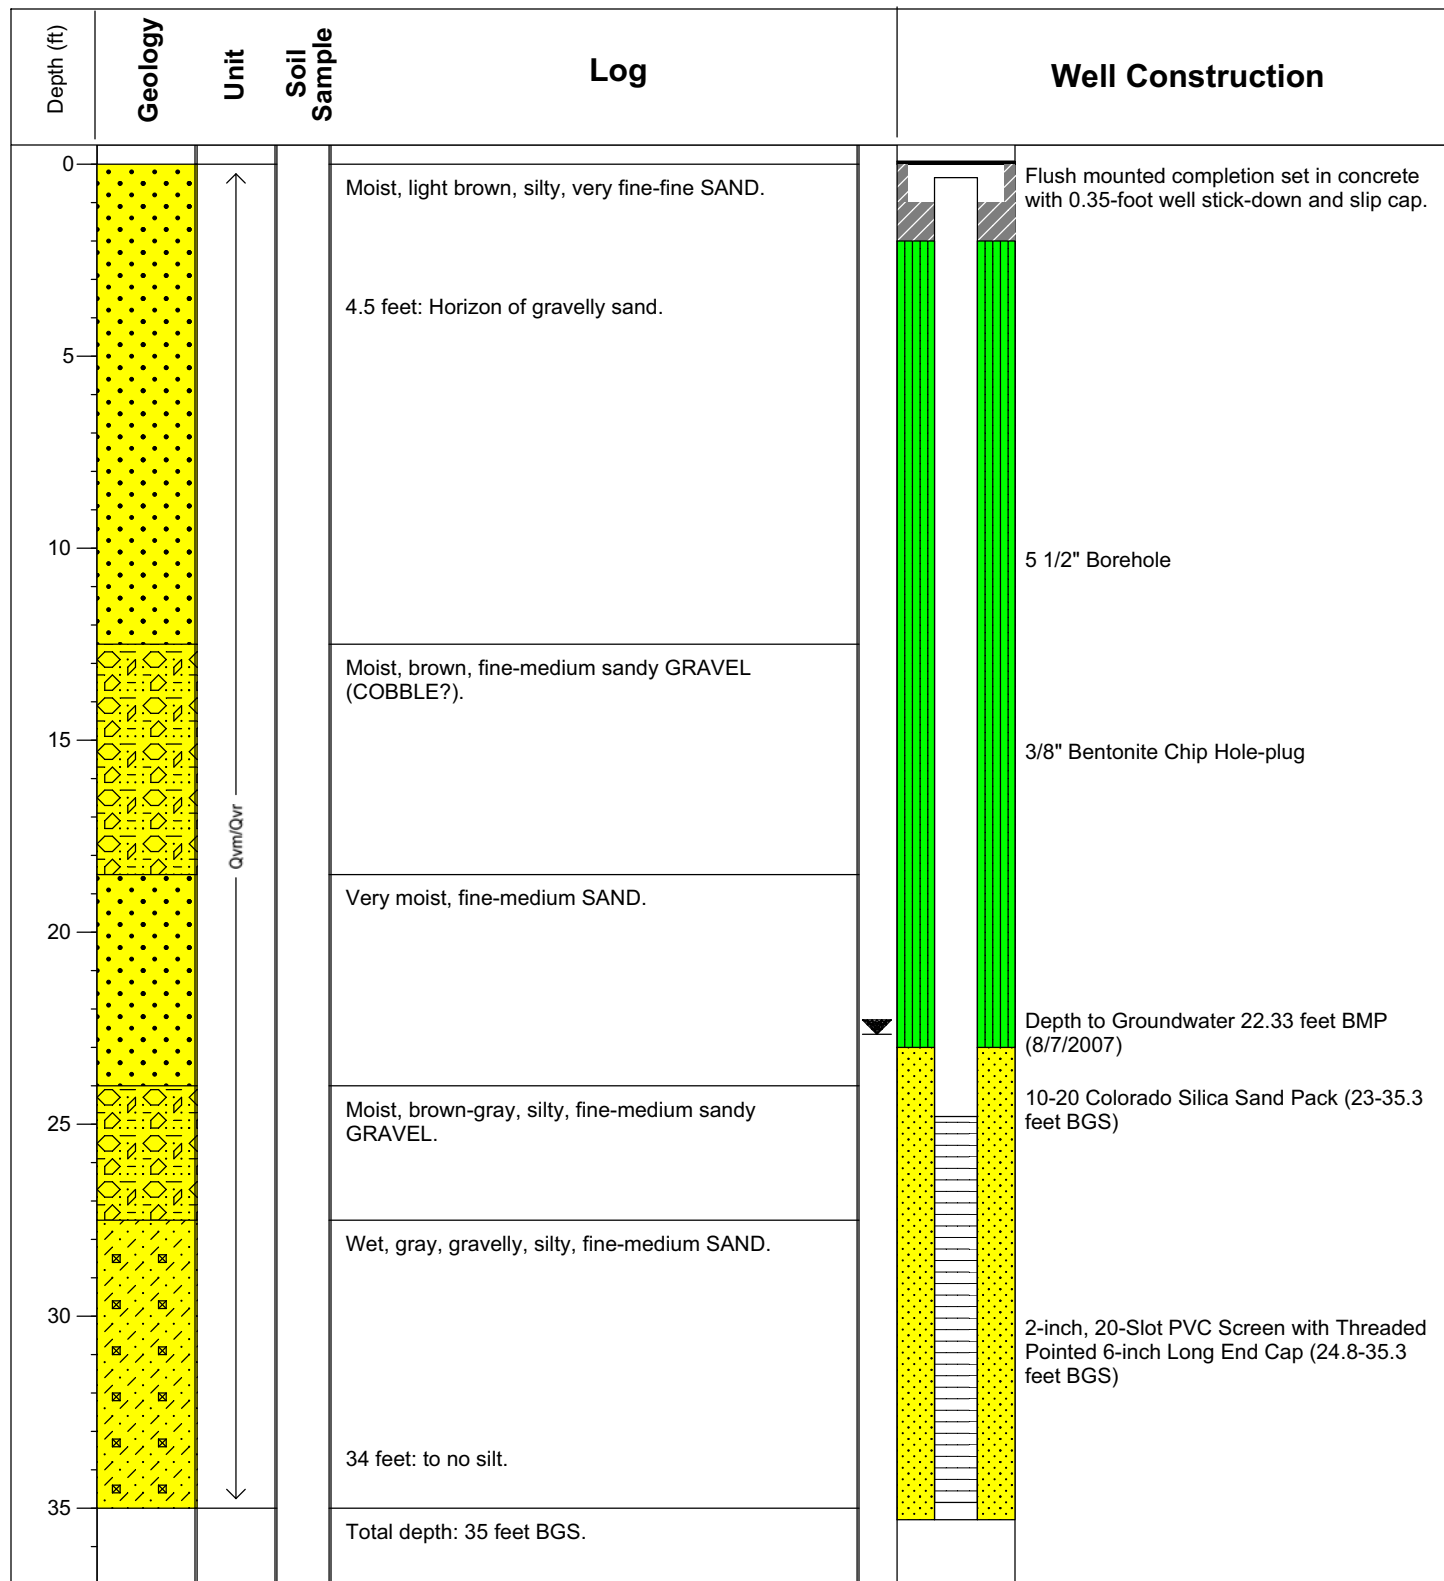 Depth (ft)
Geology
Unit
Soil
Sample
Log
Well Construction
0
Moist, light brown, silty, very fine-fine SAND.
Flush mounted completion set in concrete
with 0.35-foot well stick-down and slip cap.
4.5 feet: Horizon of gravelly sand.
5
10
5 1/2" Borehole
Moist, brown, fine-medium sandy GRAVEL
(COBBLE?).
15
3/8" Bentonite Chip Hole-plug
Qvm/Qvr
Very moist, fine-medium SAND.
20
Depth to Groundwater 22.33 feet BMP
(8/7/2007)
10-20 Colorado Silica Sand Pack (23-35.3
feet BGS)
Moist, brown-gray, silty, fine-medium sandy
GRAVEL.
25
Wet, gray, gravelly, silty, fine-medium SAND.
30
2-inch, 20-Slot PVC Screen with Threaded
Pointed 6-inch Long End Cap (24.8-35.3
feet BGS)
34 feet: to no silt.
35
Total depth: 35 feet BGS.